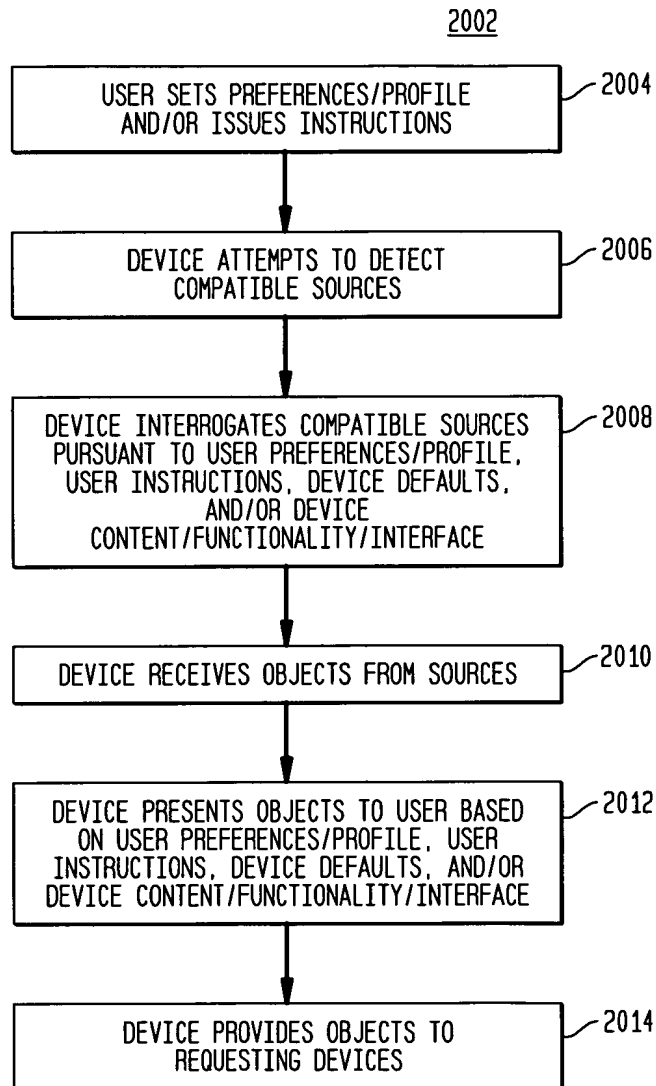 2002
USER SETS PREFERENCES/PROFILE
AND/OR ISSUES INSTRUCTIONS
2004
DEVICE ATTEMPTS TO DETECT
COMPATIBLE SOURCES
2006
DEVICE INTERROGATES COMPATIBLE SOURCES
PURSUANT TO USER PREFERENCES/PROFILE,
USER INSTRUCTIONS, DEVICE DEFAULTS,
AND/OR DEVICE
CONTENT/FUNCTIONALITY/INTERFACE
2008
DEVICE RECEIVES OBJECTS FROM SOURCES
2010
DEVICE PRESENTS OBJECTS TO USER BASED
ON USER PREFERENCES/PROFILE, USER
INSTRUCTIONS, DEVICE DEFAULTS, AND/OR
DEVICE CONTENT/FUNCTIONALITY/INTERFACE
2012
DEVICE PROVIDES OBJECTS TO
REQUESTING DEVICES
2014